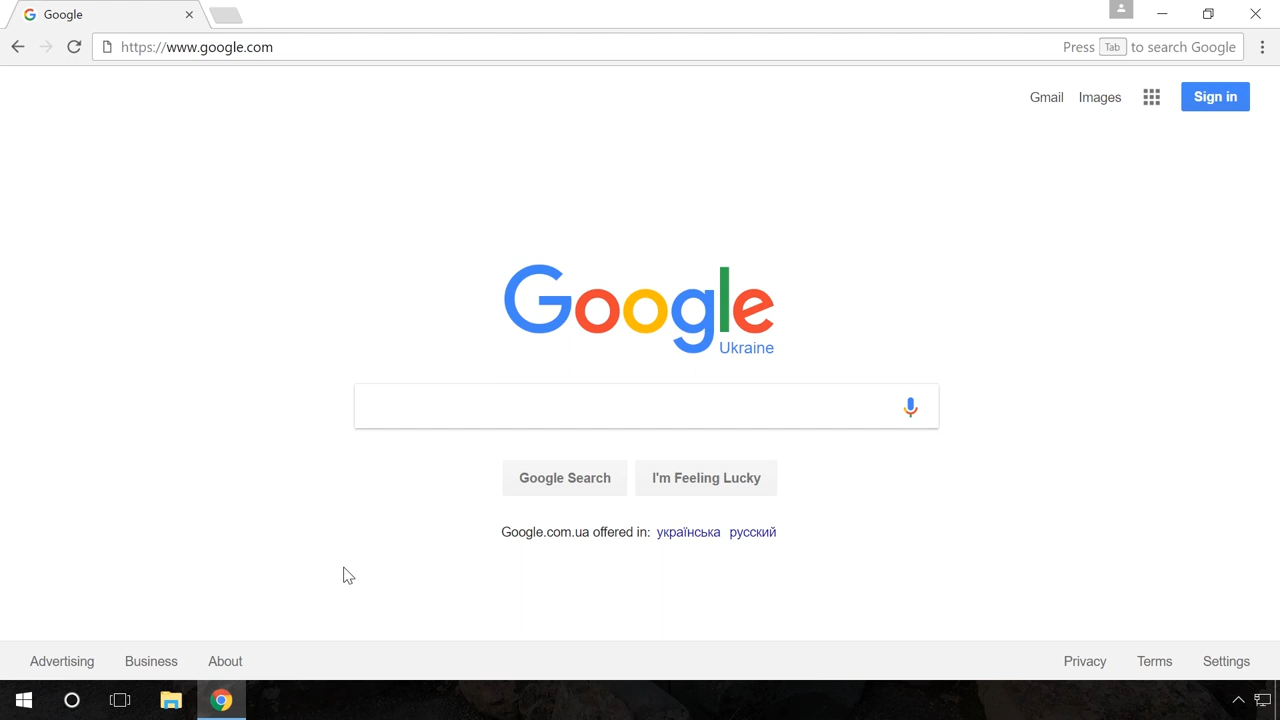 Google
https://www.google.com
Press Tab to search Google
Gmail Images Sign in
Google
Ukraine
Google Search I'm Feeling Lucky
Google.com.ua offered in: українська русский
Advertising Business About Privacy Terms Settings